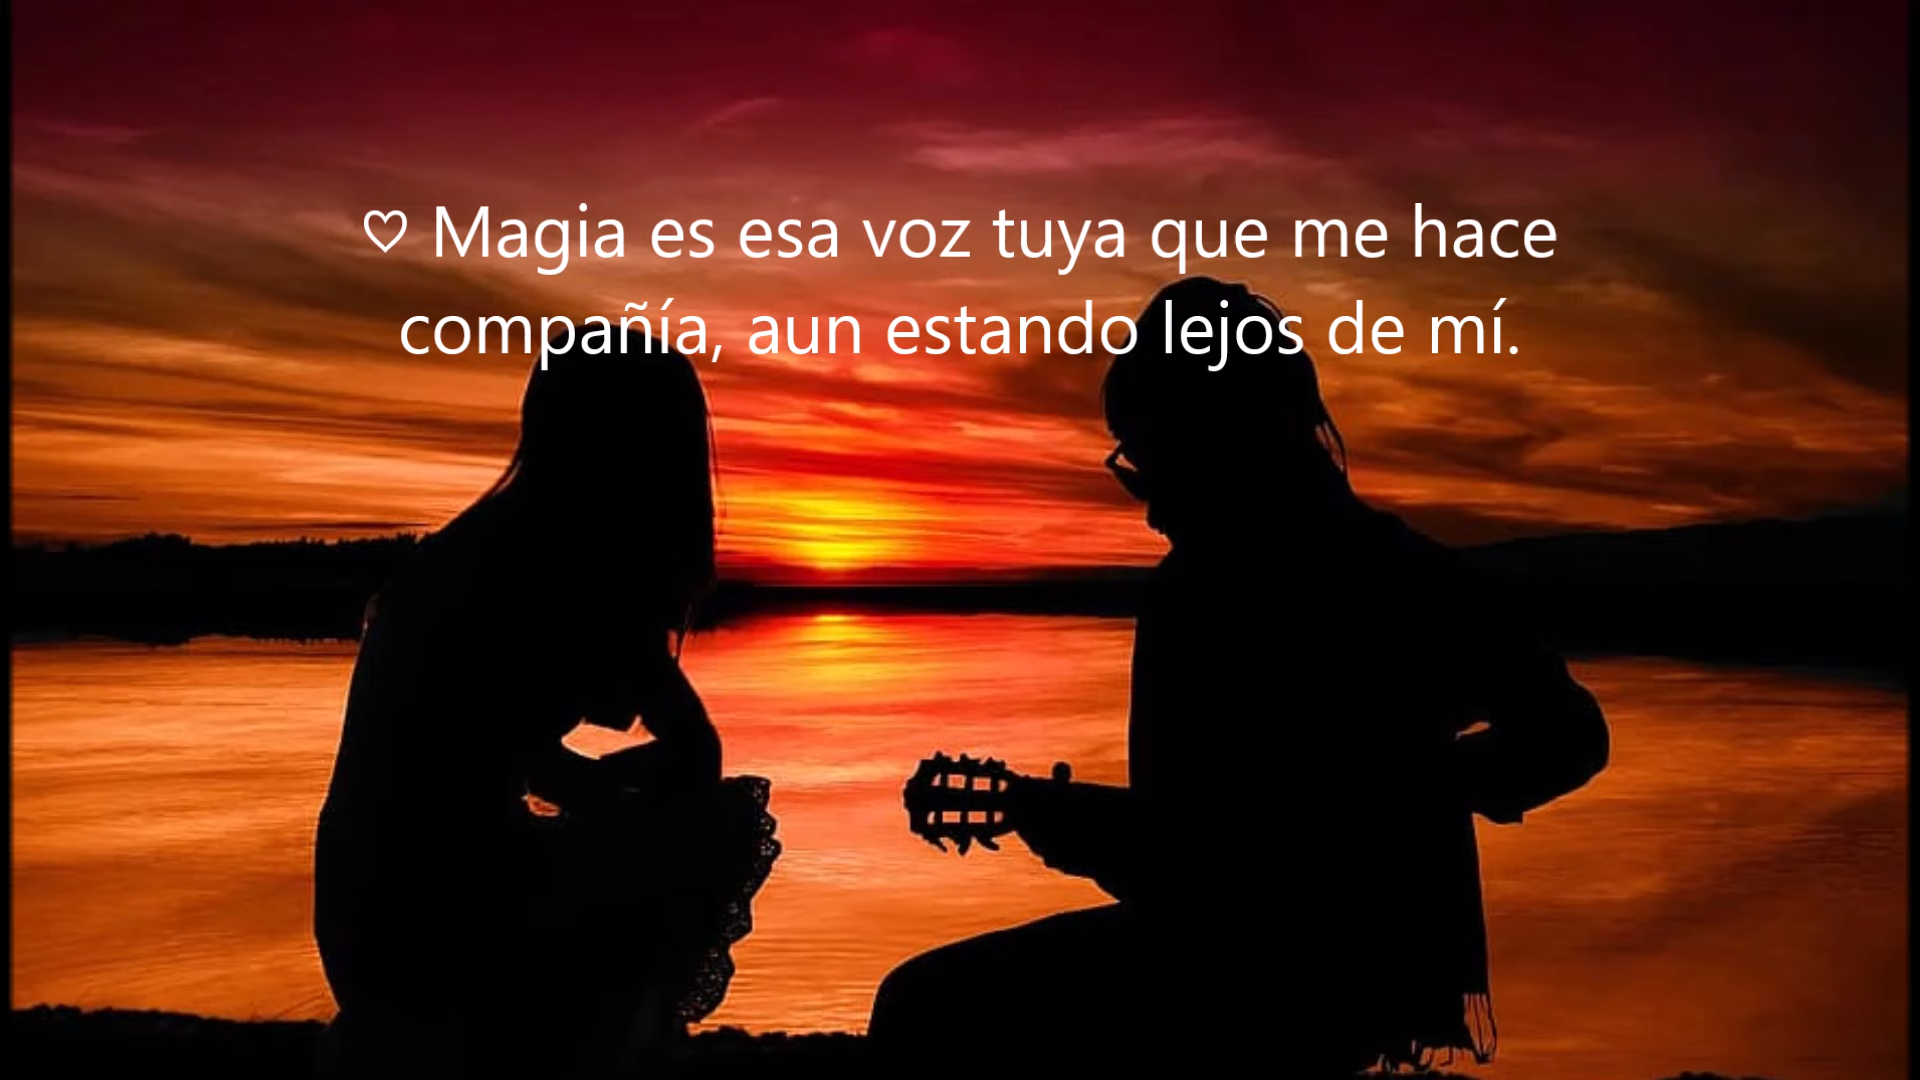 ♡ Magia es esa voz tuya que me hace
compañía, aun estando lejos de mí.